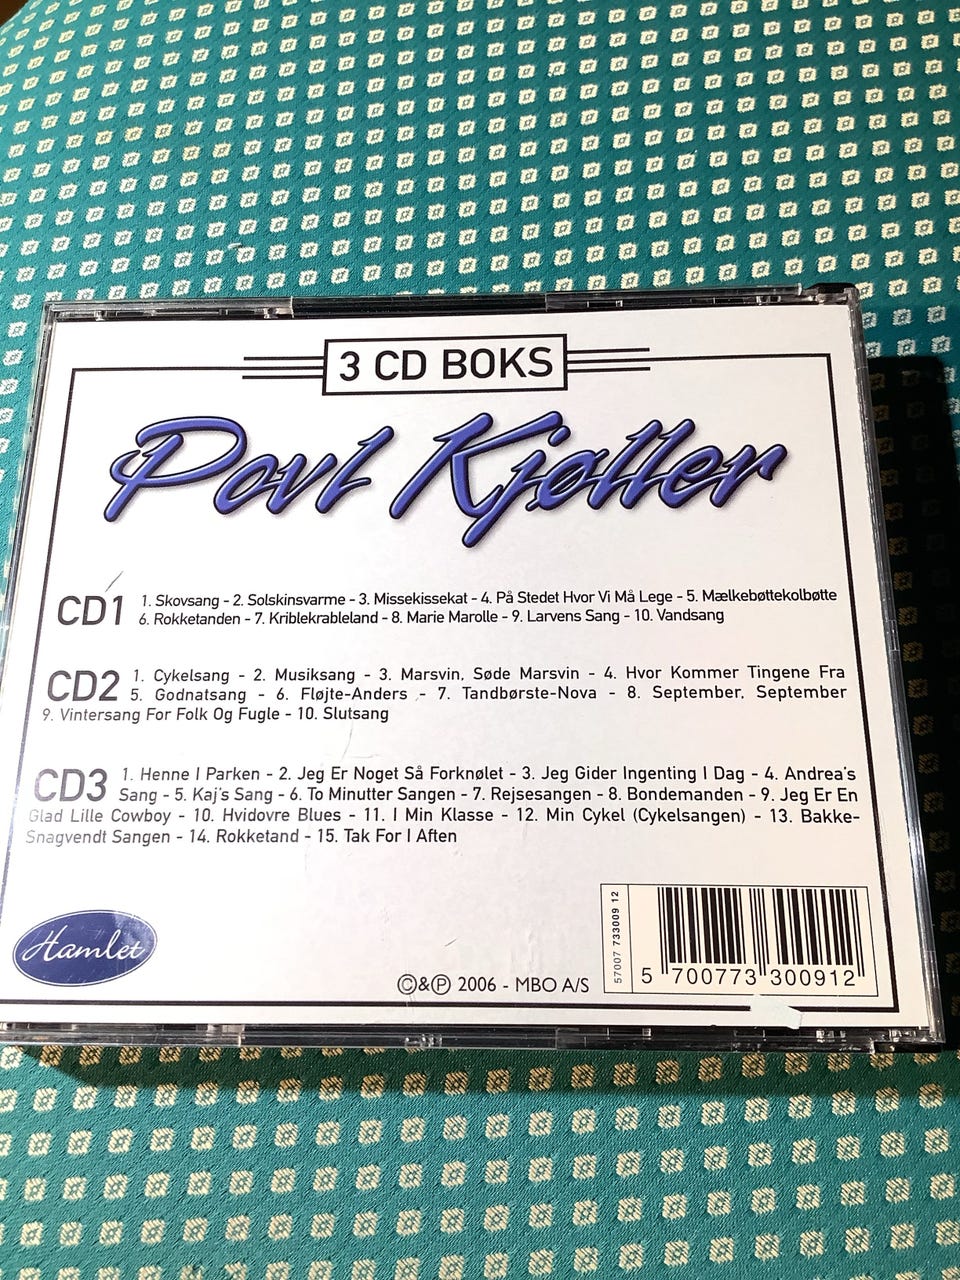 3 CD BOKS
Povl Kjøller
CD1 1. Skovsang - 2. Solskinsvarme - 3. Missekissekat - 4. På Stedet Hvor Vi Må Lege - 5. Mælkebøttekolbøtte
6. Rokketanden - 7. Kriblekrableland - 8. Marie Marolle - 9. Larvens Sang - 10. Vandsang
CD2 1. Cykelsang - 2. Musiksang - 3. Marsvin, Søde Marsvin - 4. Hvor Kommer Tingene Fra
5. Godnatsang - 6. Fløjte-Anders - 7. Tandbørste-Nova - 8. September, September
9. Vintersang For Folk Og Fugle - 10. Slutsang
CD3 1. Henne I Parken - 2. Jeg Er Noget Så Forknølet - 3. Jeg Gider Ingenting I Dag - 4. Andrea's
Sang - 5. Kaj's Sang - 6. To Minutter Sangen - 7. Rejsesangen - 8. Bondemanden - 9. Jeg Er En
Glad Lille Cowboy - 10. Hvidovre Blues - 11. I Min Klasse - 12. Min Cykel (Cykelsangen) - 13. Bakke-
Snagvendt Sangen - 14. Rokketand - 15. Tak For I Aften
Hamlet
©&℗ 2006 - MBO A/S
57007 733009 12
5 700773 300912